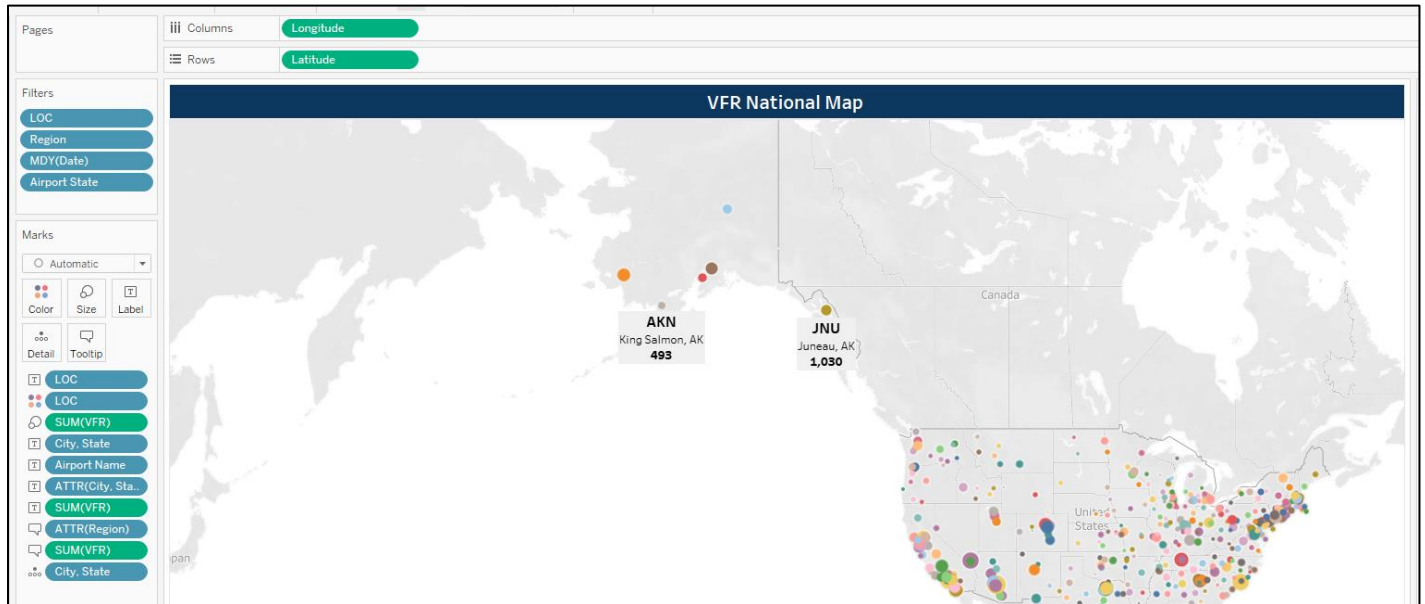 Pages
Columns
Longitude
Rows
Latitude
Filters
LOC
Region
MDY(Date)
Airport State
Marks
Automatic
Color
Size
Label
Detail
Tooltip
LOC
LOC
SUM(VFR)
City, State
Airport Name
ATTR(City, Sta..
SUM(VFR)
ATTR(Region)
SUM(VFR)
City, State
VFR National Map
Canada
AKN
King Salmon, AK
493
JNU
Juneau, AK
1,030
United
States
pan